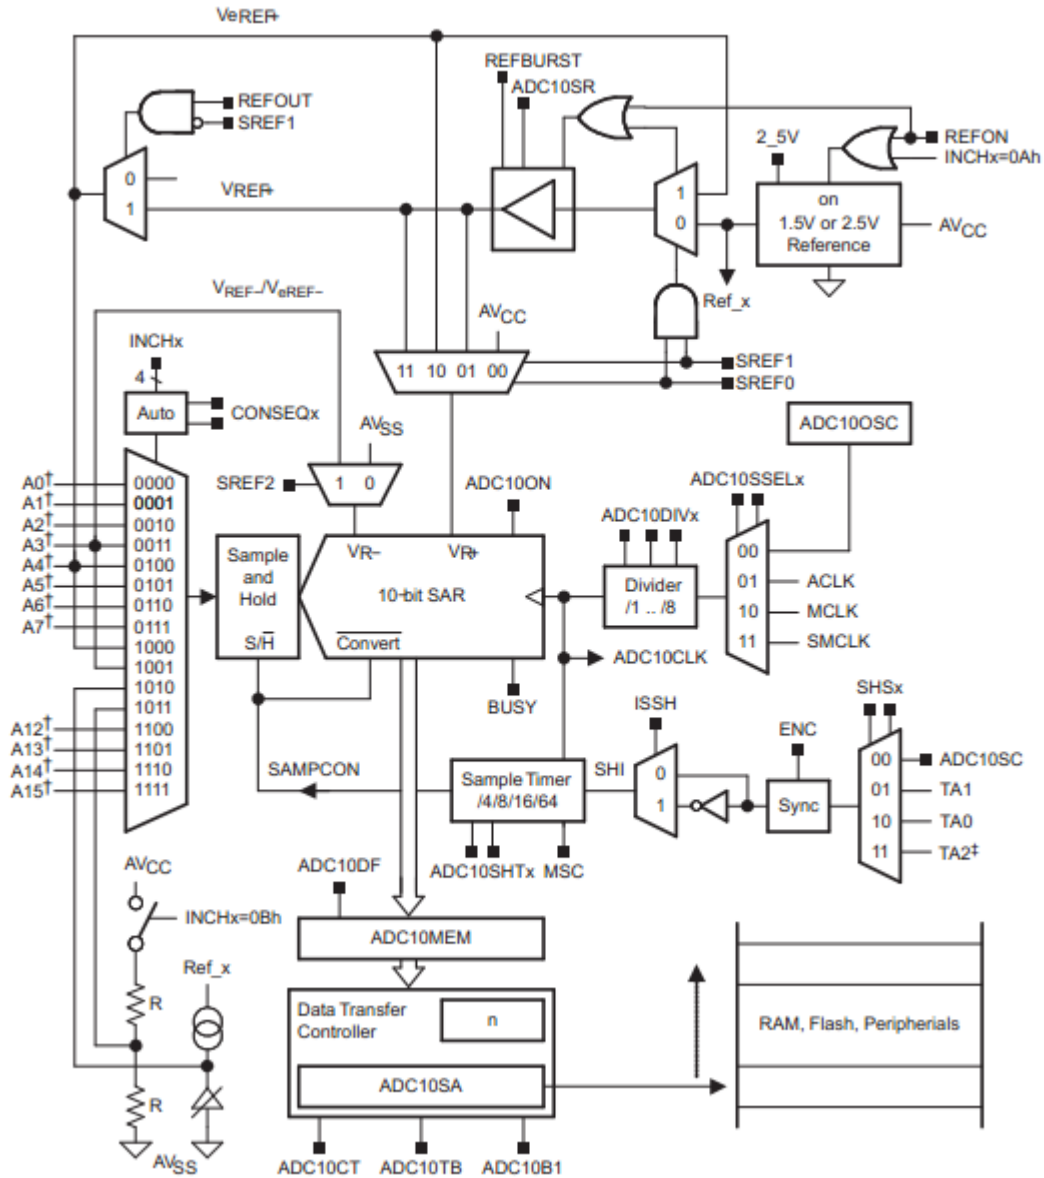 VeREF+
REFBURST
ADC10SR
REFOUT
SREF1
2_5V
REFON
INCHx=0Ah
0
1
VREF+
1
0
on
1.5V or 2.5V
Reference
AVCC
VREF–/VeREF–
Ref_x
AVCC
INCHx
4
11 10 01 00
SREF1
SREF0
Auto
CONSEQx
AVSS
ADC10OSC
SREF2
1 0
ADC10ON
ADC10SSELx
A0†
A1†
A2†
A3†
A4†
A5†
A6†
A7†
A12†
A13†
A14†
A15†
0000
0001
0010
0011
0100
0101
0110
0111
1000
1001
1010
1011
1100
1101
1110
1111
Sample
and
Hold
S/H
VR–
VR+
10-bit SAR
Convert
BUSY
ADC10DIVx
Divider
/1 .. /8
00
01
10
11
ACLK
MCLK
SMCLK
ADC10CLK
ISSH
SHSx
ENC
SAMPCON
Sample Timer
/4/8/16/64
SHI
0
1
Sync
00
01
10
11
ADC10SC
TA1
TA0
TA2‡
ADC10DF
ADC10SHTx
MSC
AVCC
INCHx=0Bh
Ref_x
R
R
AVSS
ADC10MEM
Data Transfer
Controller
n
ADC10SA
RAM, Flash, Peripherials
ADC10CT
ADC10TB
ADC10B1